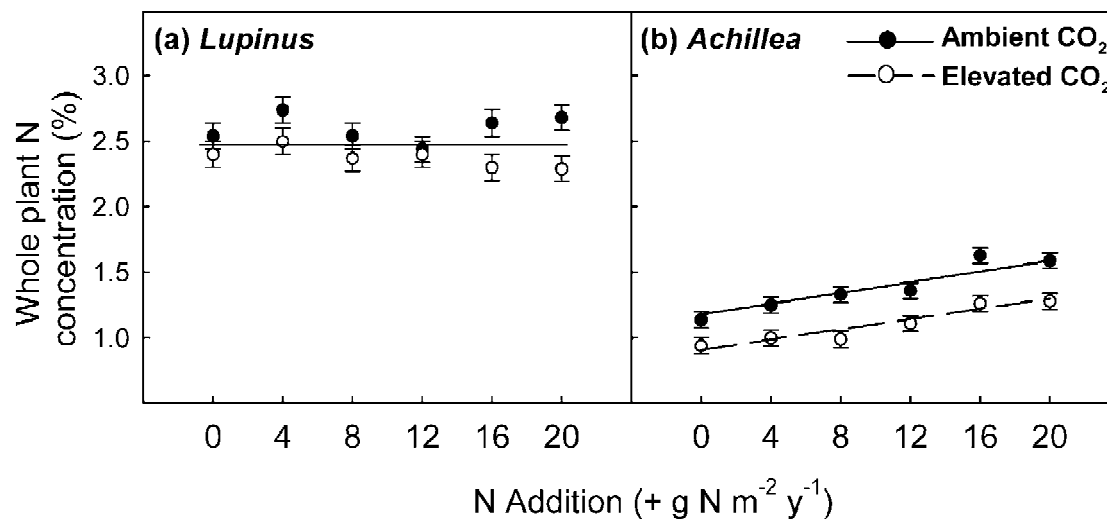 (a) Lupinus
(b) Achillea
Ambient CO₂
Elevated CO₂
Whole plant N
concentration (%)
3.0
2.5
2.0
1.5
1.0
0 4 8 12 16 20
0 4 8 12 16 20
N Addition (+ g N m⁻² y⁻¹)